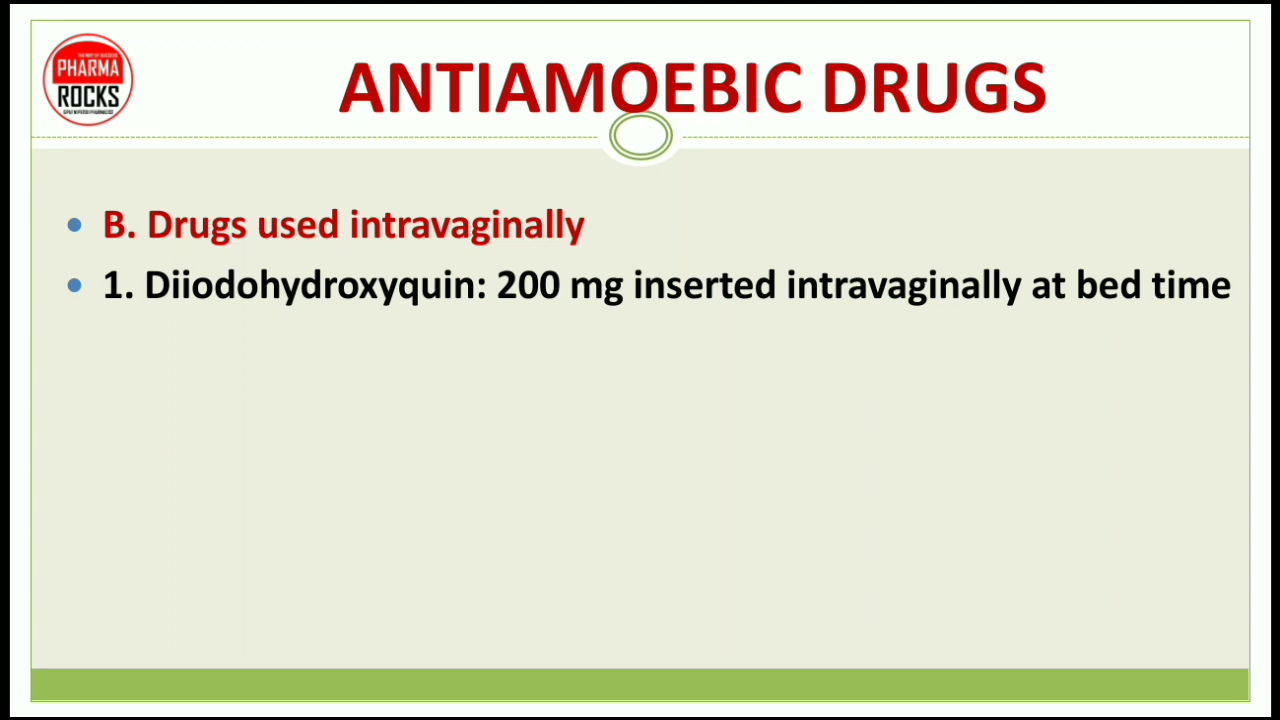 PHARMA
ROCKS
ANTIAMOEBIC DRUGS
B. Drugs used intravaginally
1. Diiodohydroxyquin: 200 mg inserted intravaginally at bed time